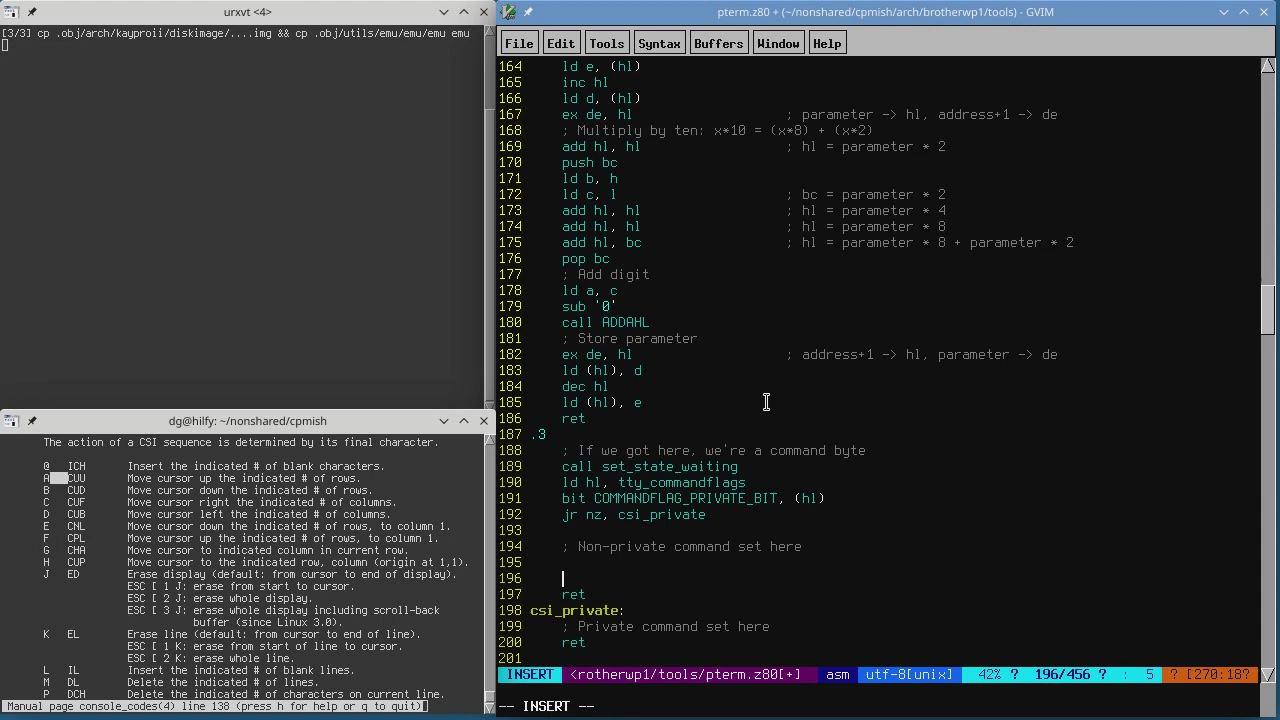 urxvt <4>
[3/3] cp .obj/arch/kayproii/diskimage/....img && cp .obj/utils/emu/emu/emu emu
dg@hilfy: ~/nonshared/cpmish
The action of a CSI sequence is determined by its final character.
@ ICH Insert the indicated # of blank characters.
A CUU Move cursor up the indicated # of rows.
B CUD Move cursor down the indicated # of rows.
C CUF Move cursor right the indicated # of columns.
D CUB Move cursor left the indicated # of columns.
E CNL Move cursor down the indicated # of rows, to column 1.
F CPL Move cursor up the indicated # of rows, to column 1.
G CHA Move cursor to indicated column in current row.
H CUP Move cursor to the indicated row, column (origin at 1,1).
J ED Erase display (default: from cursor to end of display).
ESC [ 1 J: erase from start to cursor.
ESC [ 2 J: erase whole display.
ESC [ 3 J: erase whole display including scroll-back
buffer (since Linux 3.0).
K EL Erase line (default: from cursor to end of line).
ESC [ 1 K: erase from start of line to cursor.
ESC [ 2 K: erase whole line.
L IL Insert the indicated # of blank lines.
M DL Delete the indicated # of lines.
P DCH Delete the indicated # of characters on current line.
Manual page console_codes(4) line 168 (press h for help or q to quit)
pterm.z80 + (~/nonshared/cpmish/arch/brotherwp1/tools) - GVIM
File Edit Tools Syntax Buffers Window Help
164 ld e, (hl)
165 inc hl
166 ld d, (hl)
167 ex de, hl ; parameter -> hl, address+1 -> de
168 ; Multiply by ten: x*10 = (x*8) + (x*2)
169 add hl, hl ; hl = parameter * 2
170 push bc
171 ld b, h
172 ld c, l ; bc = parameter * 2
173 add hl, hl ; hl = parameter * 4
174 add hl, hl ; hl = parameter * 8
175 add hl, bc ; hl = parameter * 8 + parameter * 2
176 pop bc
177 ; Add digit
178 ld a, c
179 sub '0'
180 call ADDAHL
181 ; Store parameter
182 ex de, hl ; address+1 -> hl, parameter -> de
183 ld (hl), d
184 dec hl
185 ld (hl), e
186 ret
187 .3
188 ; If we got here, we're a command byte
189 call set_state_waiting
190 ld hl, tty_commandflags
191 bit COMMANDFLAG_PRIVATE_BIT, (hl)
192 jr nz, csi_private
193
194 ; Non-private command set here
195
196
197 ret
198 csi_private:
199 ; Private command set here
200 ret
201
INSERT <rotherwp1/tools/pterm.z80[+] asm utf-8[unix] 42% ? 196/456 ? : 5 ? [270:18?
-- INSERT --